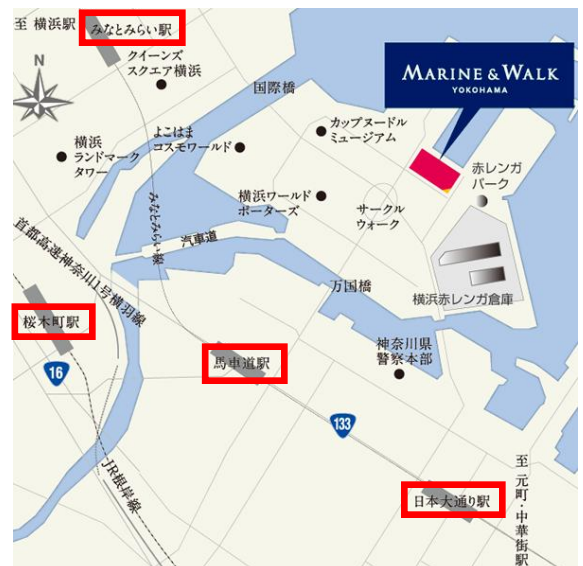 至 横浜駅
みなとみらい駅
N
クイーンズ
スクエア横浜
国際橋
MARINE & WALK
YOKOHAMA
カップヌードル
ミュージアム
よこはま
コスモワールド
横浜
ランドマーク
タワー
赤レンガ
パーク
横浜ワールド
ポーターズ
サークル
ウォーク
みなとみらい線
汽車道
首都高速神奈川1号横羽線
万国橋
横浜赤レンガ倉庫
桜木町駅
馬車道駅
神奈川県
警察本部
16
133
JR根岸線
日本大通り駅
至 元町・中華街駅